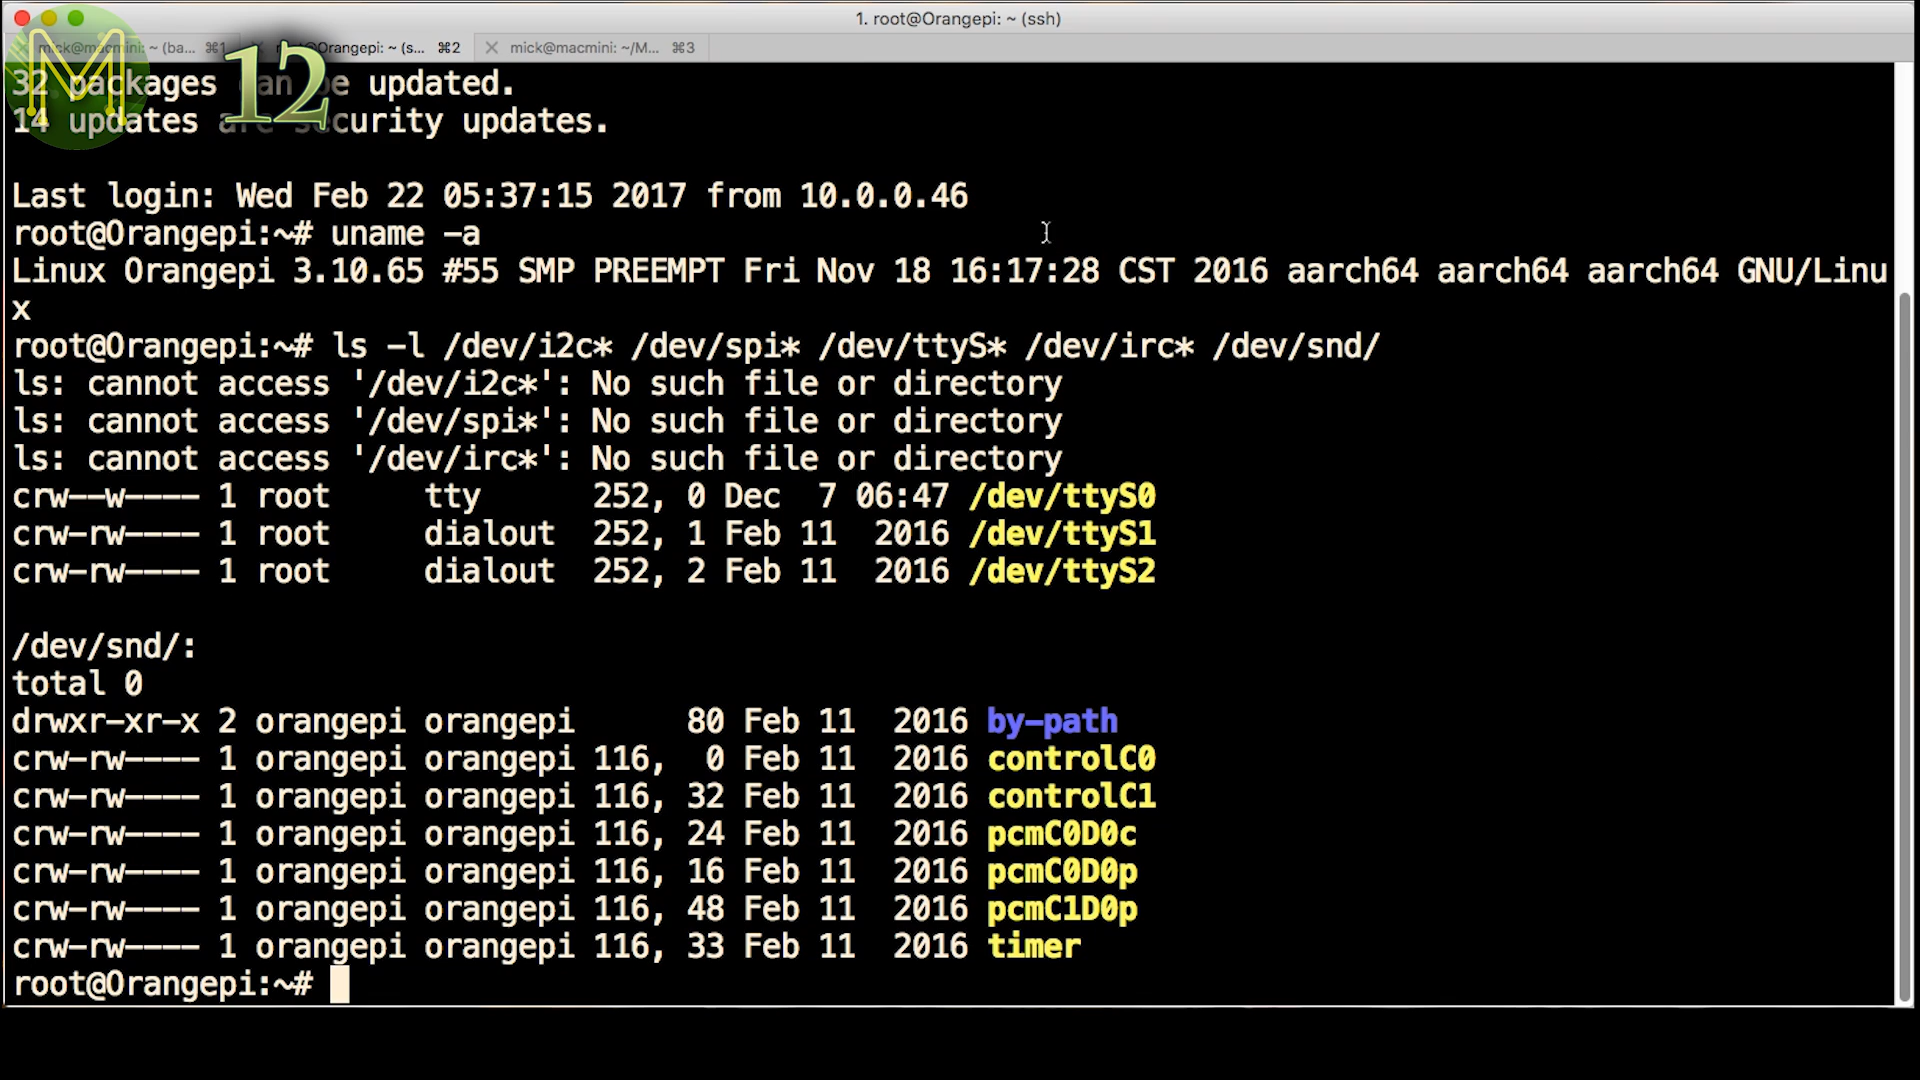 1. root@Orangepi: ~ (ssh)
mick@macmini: ~ (ba... ⌘1 root@Orangepi: ~ (s... ⌘2 mick@macmini: ~/M... ⌘3
M 12
32 packages can be updated.
14 updates are security updates.
Last login: Wed Feb 22 05:37:15 2017 from 10.0.0.46
root@Orangepi:~# uname -a
Linux Orangepi 3.10.65 #55 SMP PREEMPT Fri Nov 18 16:17:28 CST 2016 aarch64 aarch64 aarch64 GNU/Linu
x
root@Orangepi:~# ls -l /dev/i2c* /dev/spi* /dev/ttyS* /dev/irc* /dev/snd/
ls: cannot access '/dev/i2c*': No such file or directory
ls: cannot access '/dev/spi*': No such file or directory
ls: cannot access '/dev/irc*': No such file or directory
crw--w---- 1 root     tty      252, 0 Dec  7 06:47 /dev/ttyS0
crw-rw---- 1 root     dialout  252, 1 Feb 11  2016 /dev/ttyS1
crw-rw---- 1 root     dialout  252, 2 Feb 11  2016 /dev/ttyS2
/dev/snd/:
total 0
drwxr-xr-x 2 orangepi orangepi      80 Feb 11  2016 by-path
crw-rw---- 1 orangepi orangepi 116,  0 Feb 11  2016 controlC0
crw-rw---- 1 orangepi orangepi 116, 32 Feb 11  2016 controlC1
crw-rw---- 1 orangepi orangepi 116, 24 Feb 11  2016 pcmC0D0c
crw-rw---- 1 orangepi orangepi 116, 16 Feb 11  2016 pcmC0D0p
crw-rw---- 1 orangepi orangepi 116, 48 Feb 11  2016 pcmC1D0p
crw-rw---- 1 orangepi orangepi 116, 33 Feb 11  2016 timer
root@Orangepi:~#